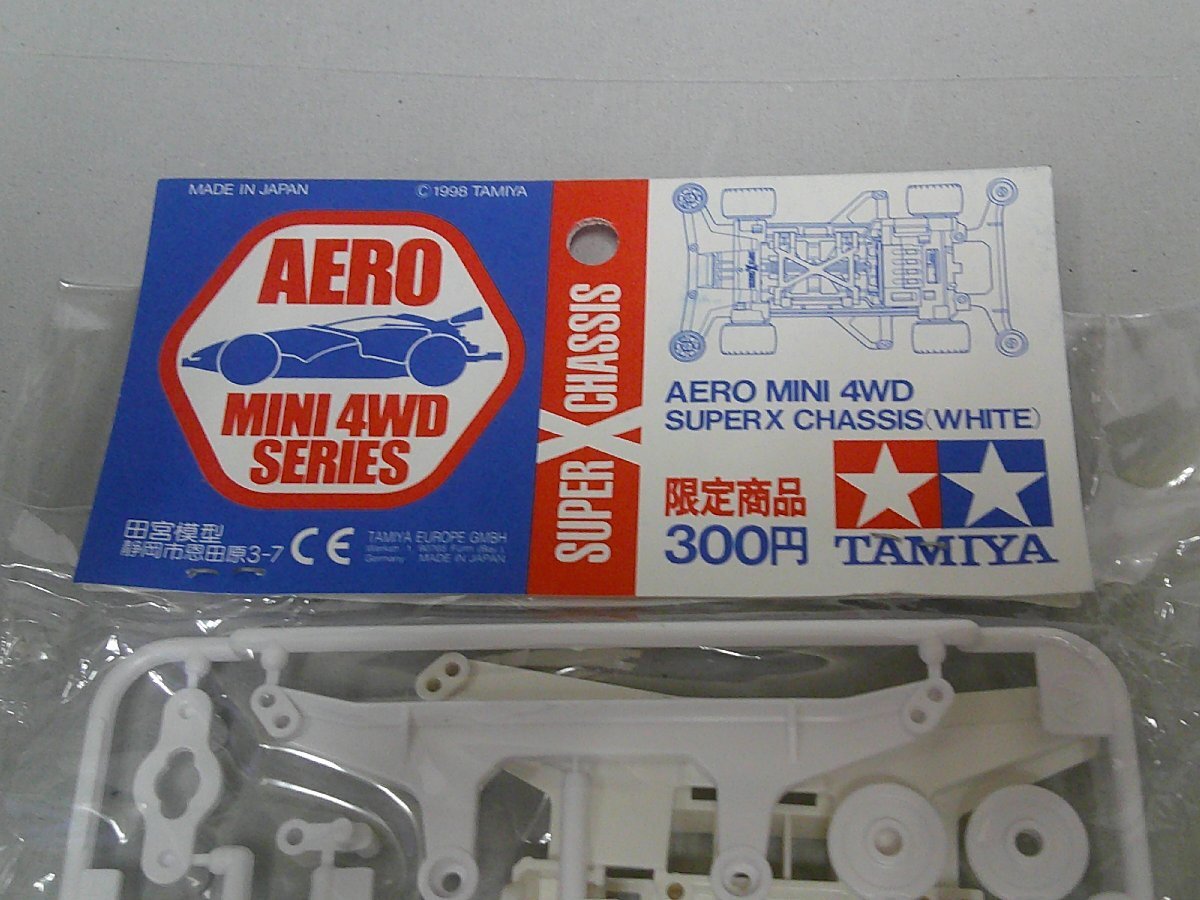 MADE IN JAPAN
© 1998 TAMIYA
AERO
MINI 4WD
SERIES
田宮模型
静岡市恩田原3-7
CE
TAMIYA EUROPE GMBH
Germany
MADE IN JAPAN
SUPER X CHASSIS
AERO MINI 4WD
SUPER X CHASSIS(WHITE)
限定商品
300円
TAMIYA